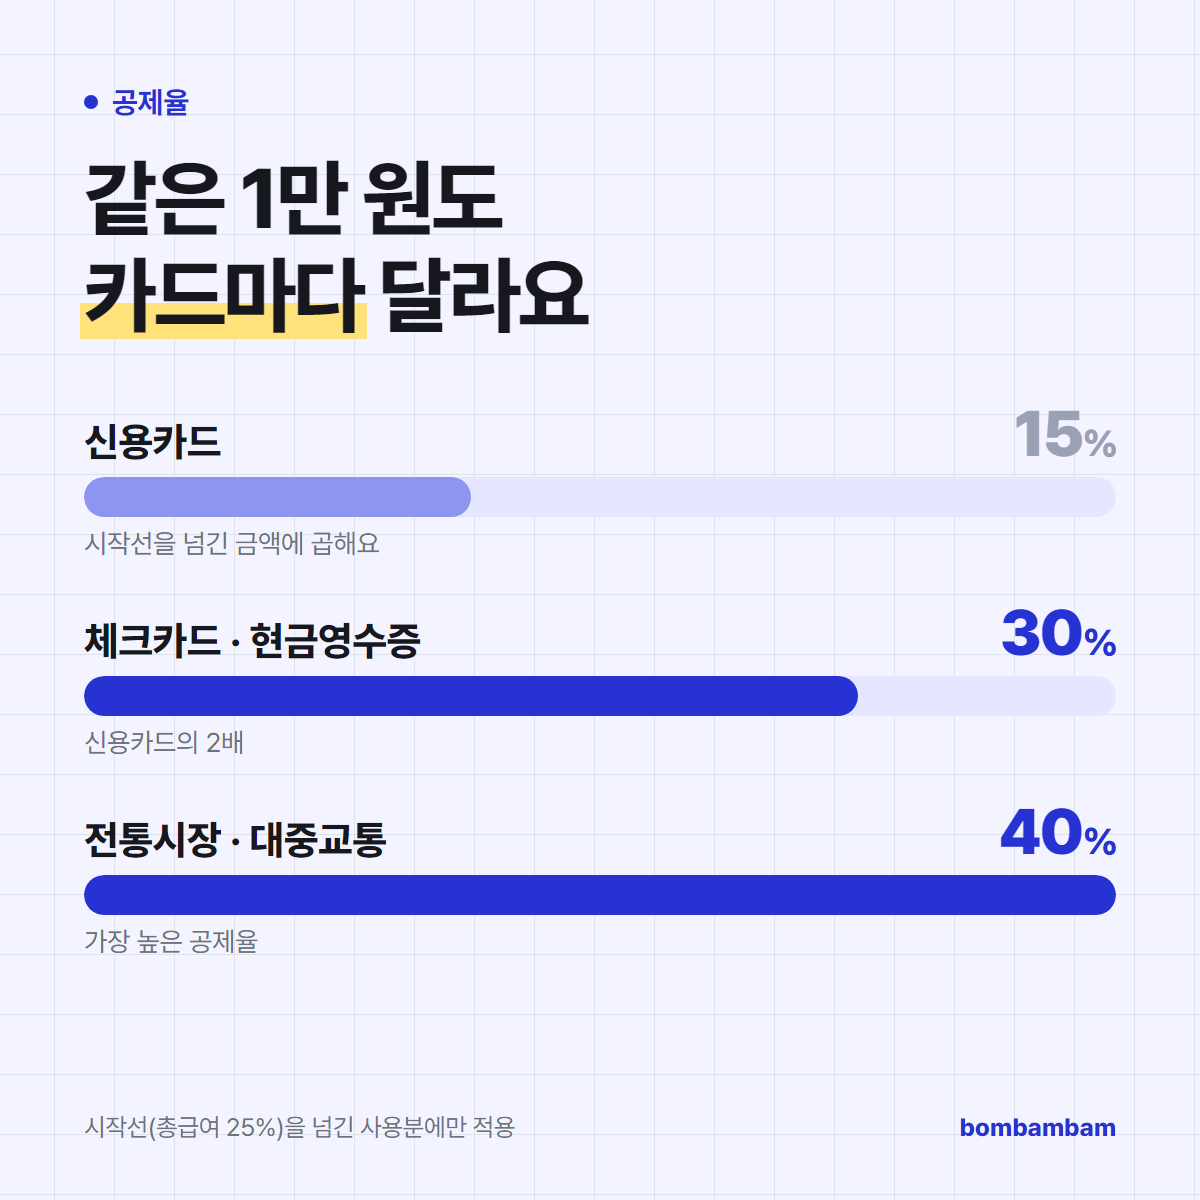 공제율
같은 1만 원도
카드마다 달라요
신용카드 15%
시작선을 넘긴 금액에 곱해요
체크카드 · 현금영수증 30%
신용카드의 2배
전통시장 · 대중교통 40%
가장 높은 공제율
시작선(총급여 25%)을 넘긴 사용분에만 적용
bombambam